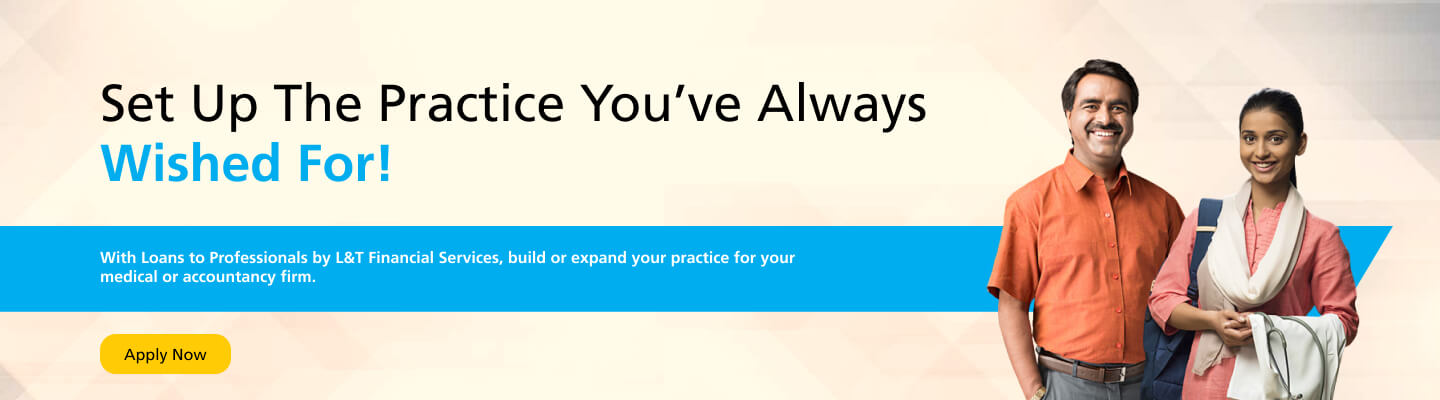 Set Up The Practice You’ve Always
Wished For!
With Loans to Professionals by L&T Financial Services, build or expand your practice for your
medical or accountancy firm.
Apply Now